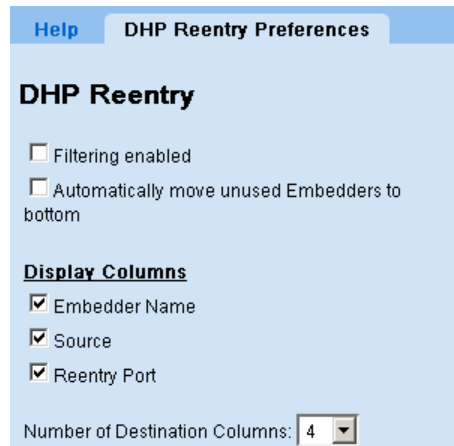 Help DHP Reentry Preferences
DHP Reentry
Filtering enabled
Automatically move unused Embedders to
bottom
Display Columns
Embedder Name
Source
Reentry Port
Number of Destination Columns: 4